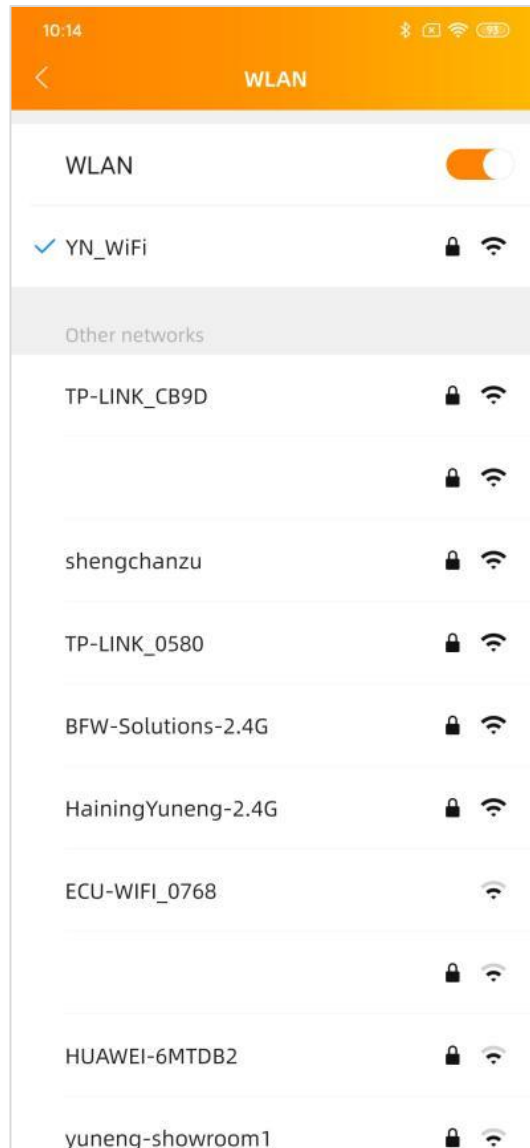 10:14
93
WLAN
WLAN
YN_WiFi
Other networks
TP-LINK_CB9D
shengchanzu
TP-LINK_0580
BFW-Solutions-2.4G
HainingYuneng-2.4G
ECU-WIFI_0768
HUAWEI-6MTDB2
yuneng-showroom1